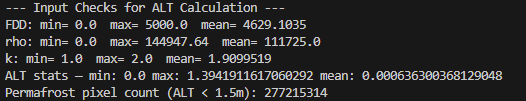 --- Input Checks for ALT Calculation ---
FDD: min= 0.0  max= 5000.0  mean= 4629.1035
rho: min= 0.0  max= 144947.64  mean= 111725.0
k: min= 1.0  max= 2.0  mean= 1.9099519
ALT stats — min: 0.0 max: 1.3941911617060292 mean: 0.000636300368129048
Permafrost pixel count (ALT < 1.5m): 277215314